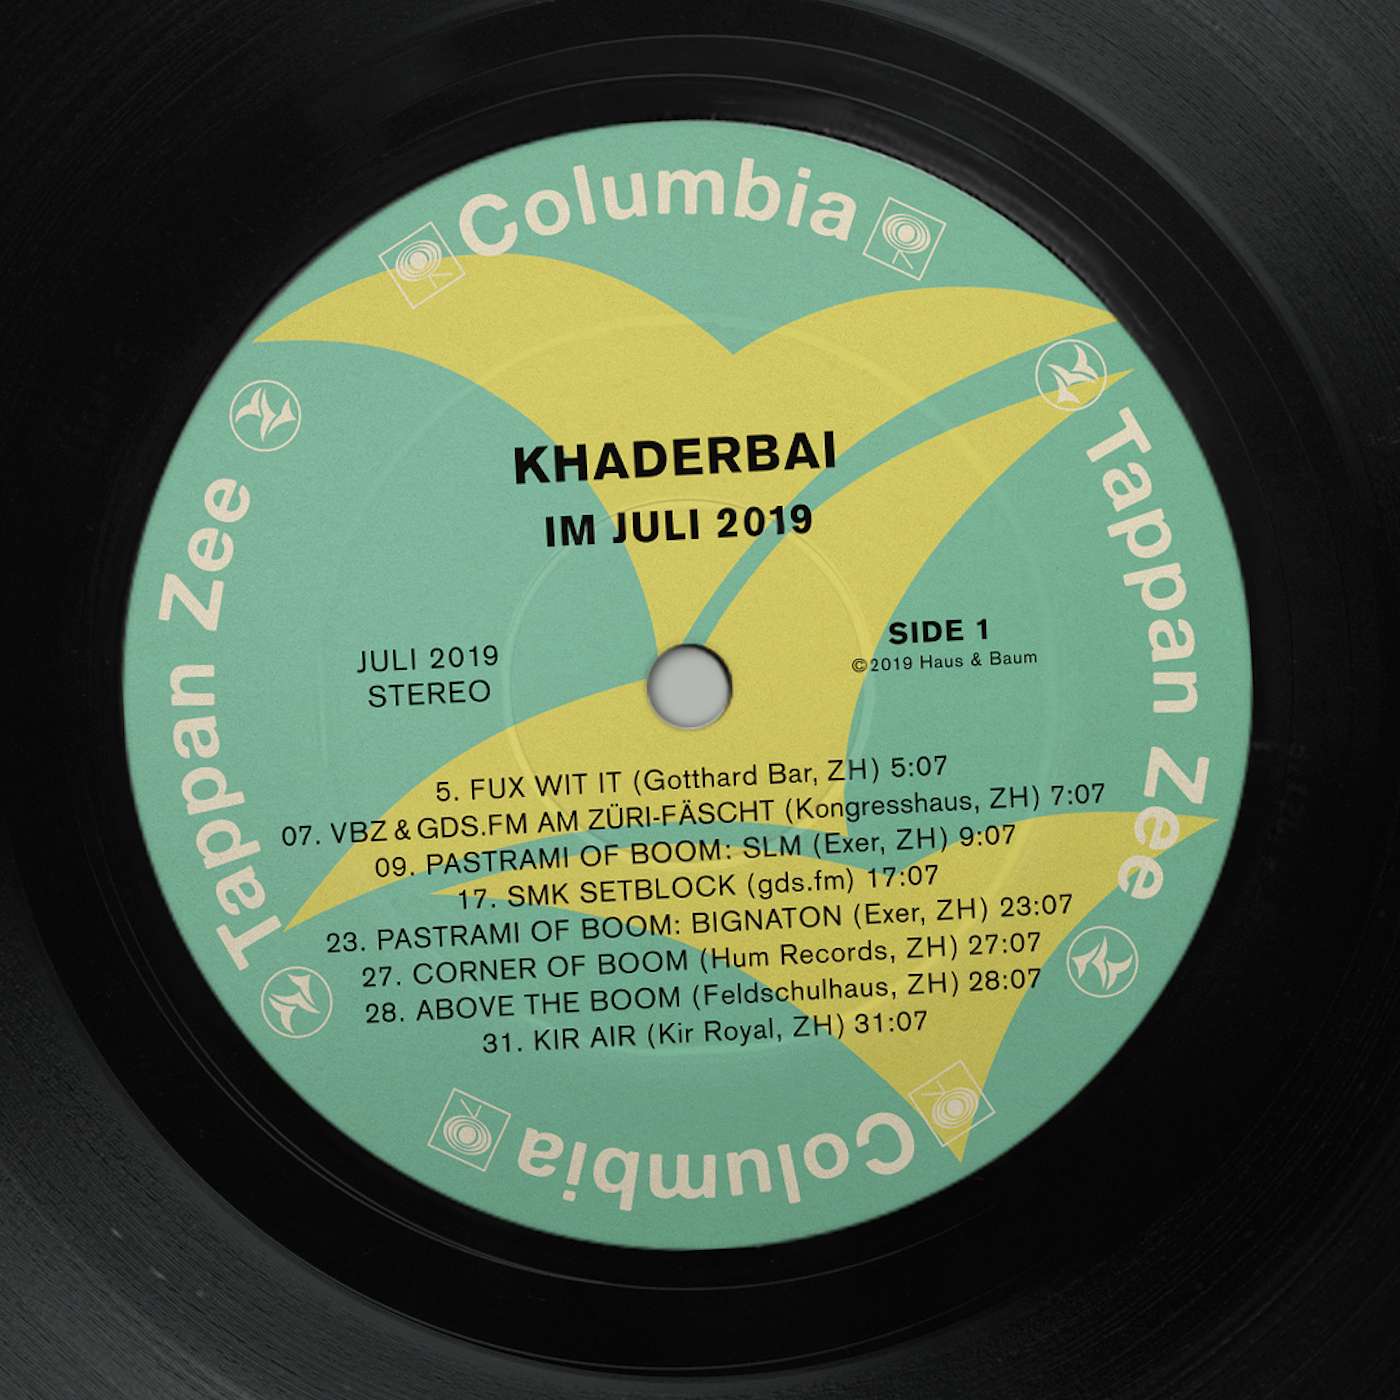 Columbia
Tappan Zee
Tappan Zee
KHADERBAI
IM JULI 2019
JULI 2019
STEREO
SIDE 1
©2019 Haus & Baum
5. FUX WIT IT (Gotthard Bar, ZH) 5:07
07. VBZ & GDS.FM AM ZÜRI-FÄSCHT (Kongresshaus, ZH) 7:07
09. PASTRAMI OF BOOM: SLM (Exer, ZH) 9:07
17. SMK SETBLOCK (gds.fm) 17:07
23. PASTRAMI OF BOOM: BIGNATON (Exer, ZH) 23:07
27. CORNER OF BOOM (Hum Records, ZH) 27:07
28. ABOVE THE BOOM (Feldschulhaus, ZH) 28:07
31. KIR AIR (Kir Royal, ZH) 31:07
Columbia